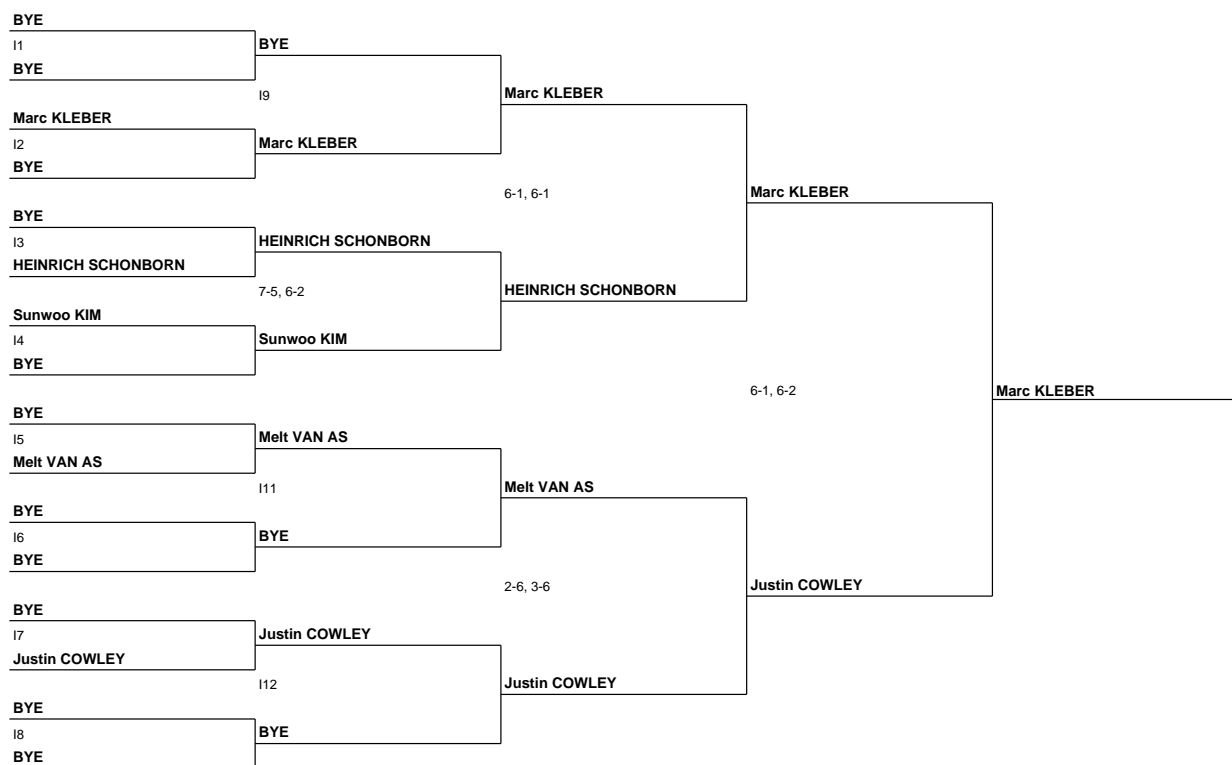 BYE
I1
BYE
BYE
I9
Marc KLEBER
Marc KLEBER
I2
Marc KLEBER
BYE
6-1, 6-1
Marc KLEBER
BYE
I3
HEINRICH SCHONBORN
HEINRICH SCHONBORN
7-5, 6-2
HEINRICH SCHONBORN
Sunwoo KIM
I4
Sunwoo KIM
BYE
6-1, 6-2
Marc KLEBER
BYE
I5
Melt VAN AS
Melt VAN AS
I11
Melt VAN AS
BYE
I6
BYE
BYE
2-6, 3-6
Justin COWLEY
BYE
I7
Justin COWLEY
Justin COWLEY
I12
Justin COWLEY
BYE
I8
BYE
BYE